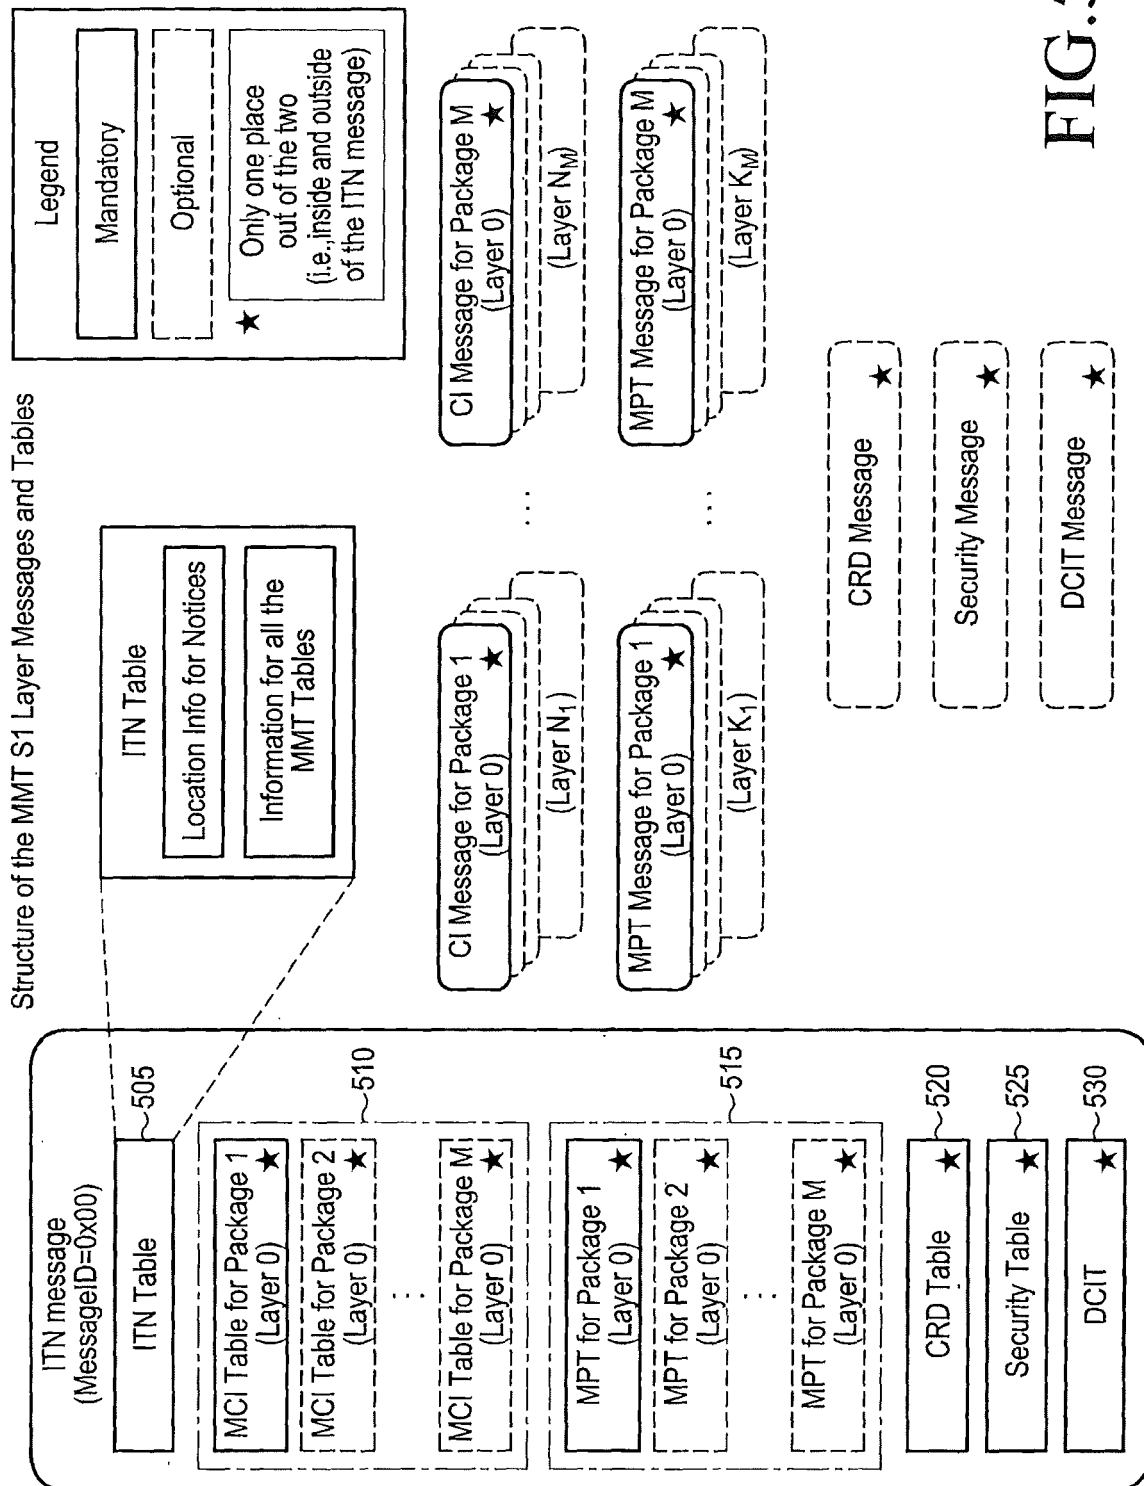 Structure of the MMT S1 Layer Messages and Tables
ITN message
(MessageID=0x00)
ITN Table
505
MCI Table for Package 1
(Layer 0)
★
MCI Table for Package 2
(Layer 0)
★
...
MCI Table for Package M
(Layer 0)
★
510
MPT for Package 1
(Layer 0)
★
MPT for Package 2
(Layer 0)
★
...
MPT for Package M
(Layer 0)
★
515
CRD Table
★
520
Security Table
★
525
DCIT
★
530
ITN Table
Location Info for Notices
Information for all the
MMT Tables
Legend
Mandatory
Optional
★
Only one place
out of the two
(i.e.,inside and outside
of the ITN message)
CI Message for Package 1
(Layer 0)
★
(Layer N1)
...
CI Message for Package M
(Layer 0)
★
(Layer NM)
MPT Message for Package 1
(Layer 0)
★
(Layer K1)
...
MPT Message for Package M
(Layer 0)
★
(Layer KM)
CRD Message
★
Security Message
★
DCIT Message
★
FIG.